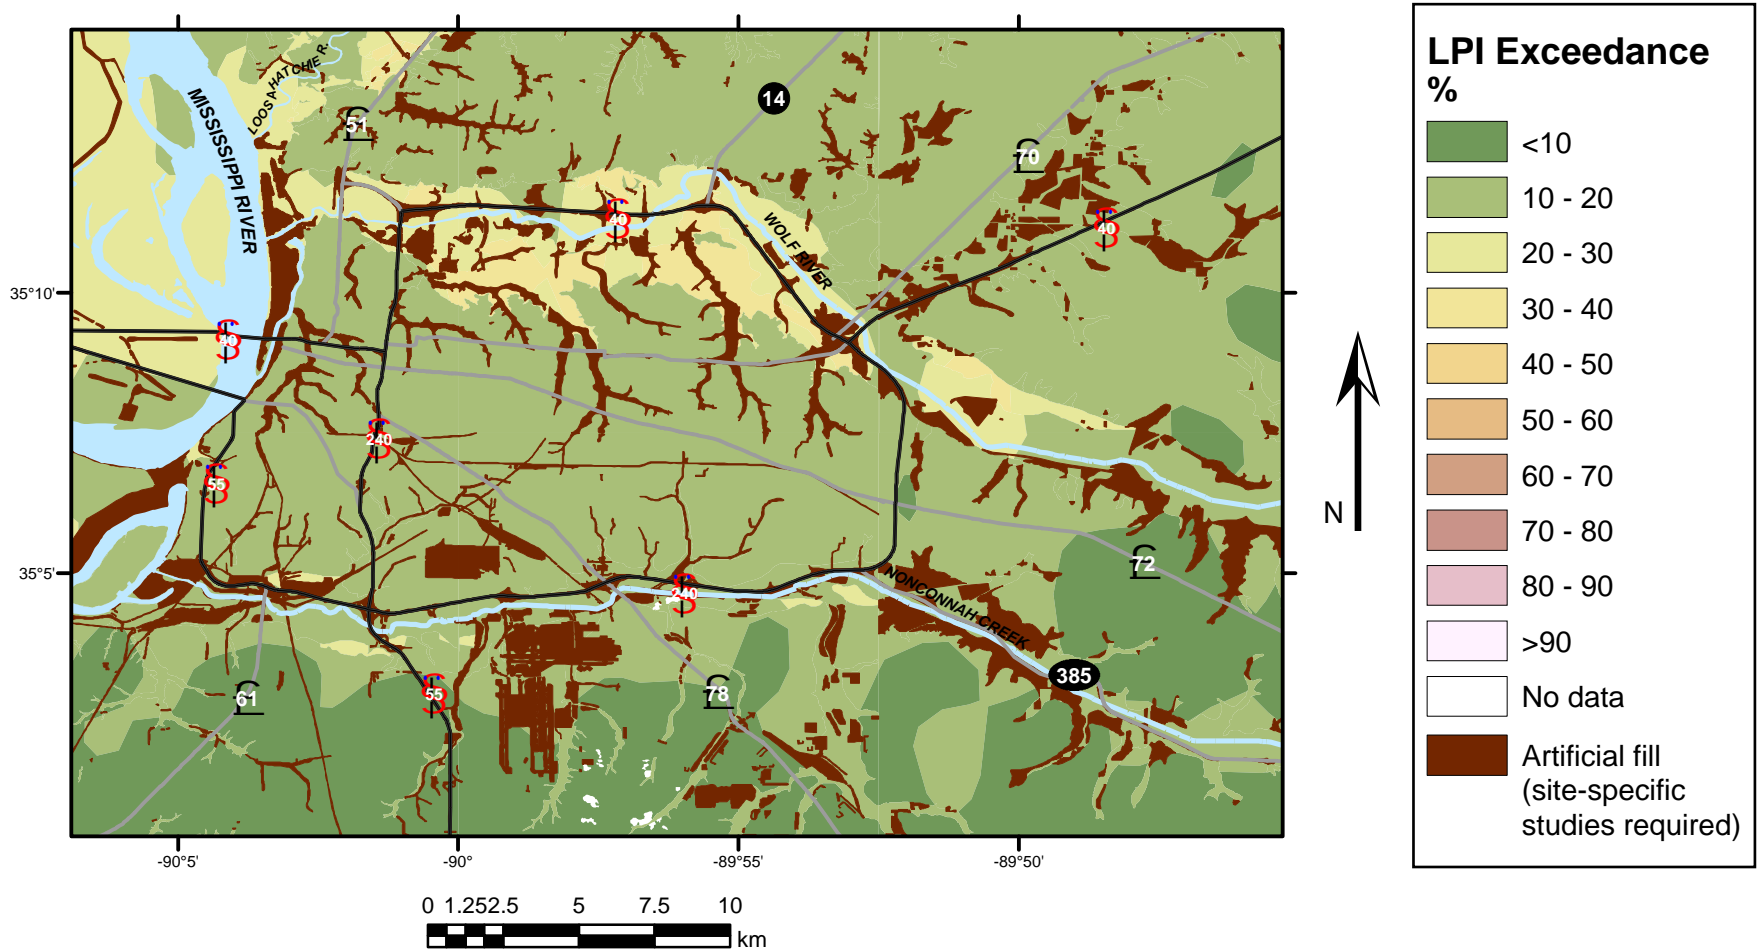 LPI Exceedance
%
<10
10 - 20
20 - 30
30 - 40
40 - 50
50 - 60
60 - 70
70 - 80
80 - 90
>90
No data
Artificial fill
(site-specific
studies required)
MISSISSIPPI RIVER
LOOSAHATCHIE R.
51
14
70
40
40
WOLF RIVER
35°10'
40
240
55
N
35°5'
72
240
NONCONNAH CREEK
385
61
55
78
-90°5'
-90°
-89°55'
-89°50'
0 1.25 2.5 5 7.5 10
km